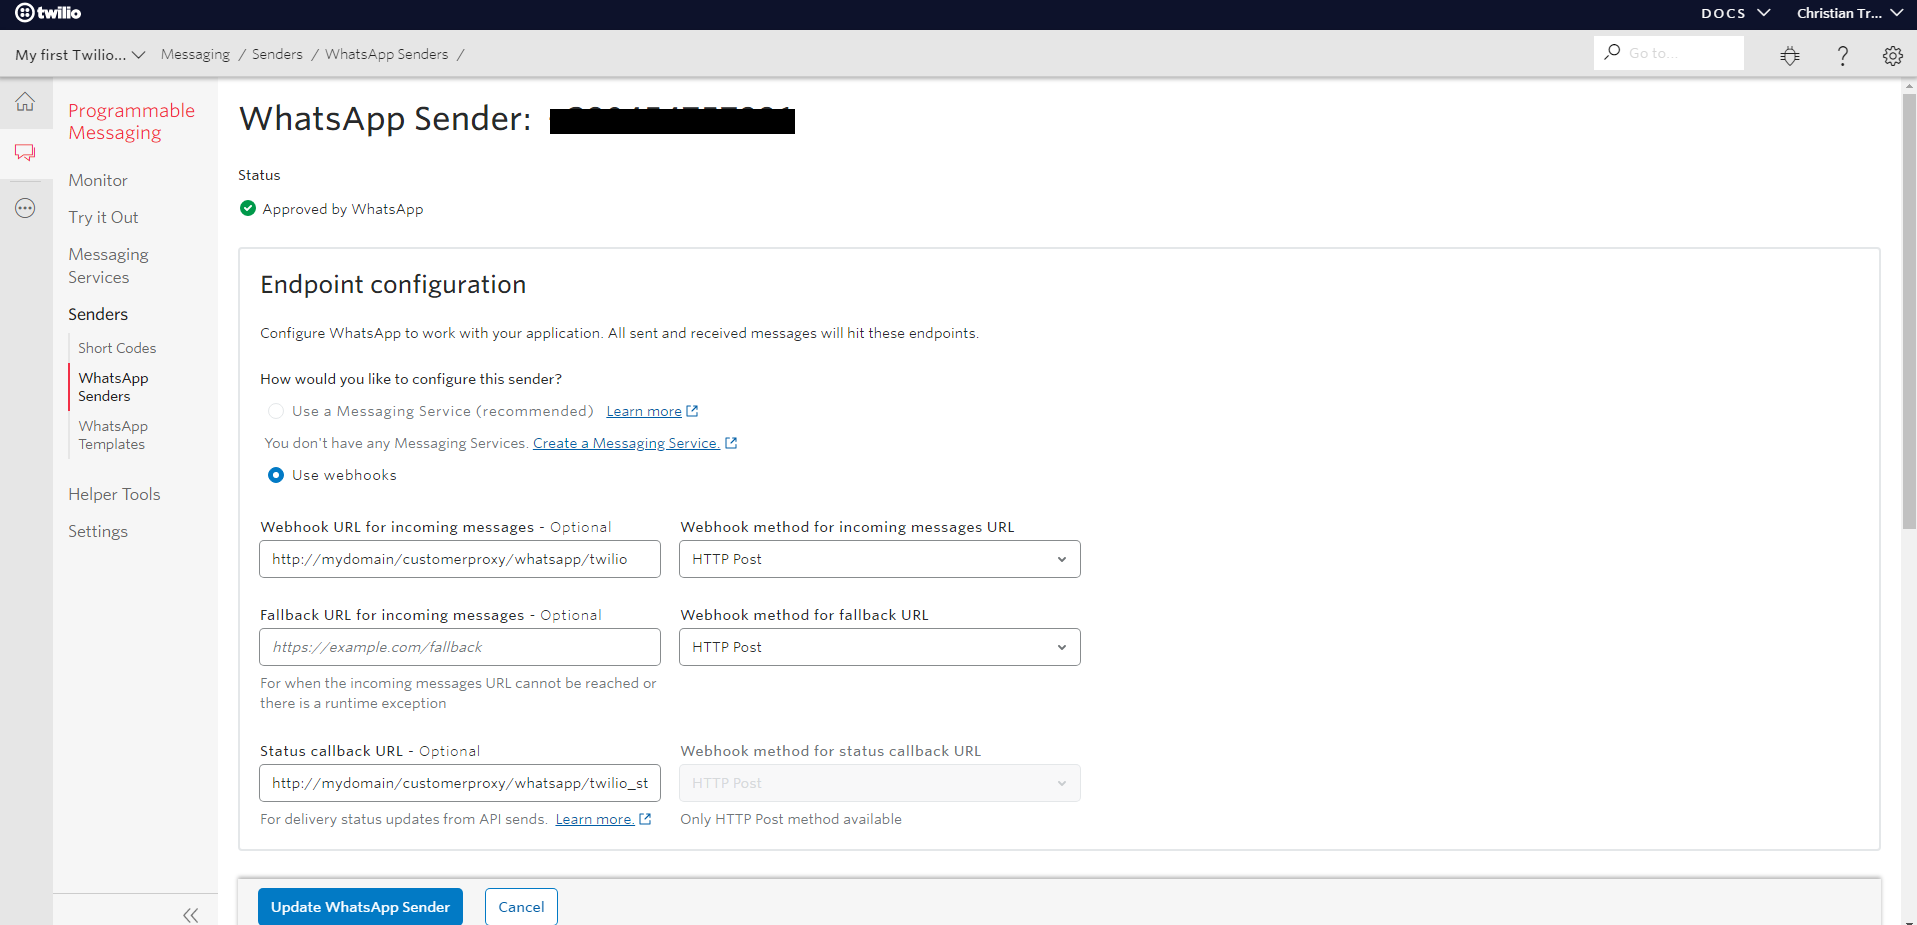 twilio
DOCS
Christian Tr...
My first Twilio...
Messaging / Senders / WhatsApp Senders /
Go to...
Programmable
Messaging
Monitor
Try it Out
Messaging
Services
Senders
Short Codes
WhatsApp
Senders
WhatsApp
Templates
Helper Tools
Settings
WhatsApp Sender:
Status
Approved by WhatsApp
Endpoint configuration
Configure WhatsApp to work with your application. All sent and received messages will hit these endpoints.
How would you like to configure this sender?
Use a Messaging Service (recommended) Learn more
You don't have any Messaging Services. Create a Messaging Service.
Use webhooks
Webhook URL for incoming messages - Optional
Webhook method for incoming messages URL
http://mydomain/customerproxy/whatsapp/twilio
HTTP Post
Fallback URL for incoming messages - Optional
Webhook method for fallback URL
https://example.com/fallback
HTTP Post
For when the incoming messages URL cannot be reached or
there is a runtime exception
Status callback URL - Optional
Webhook method for status callback URL
http://mydomain/customerproxy/whatsapp/twilio_st
HTTP Post
For delivery status updates from API sends. Learn more.
Only HTTP Post method available
Update WhatsApp Sender
Cancel